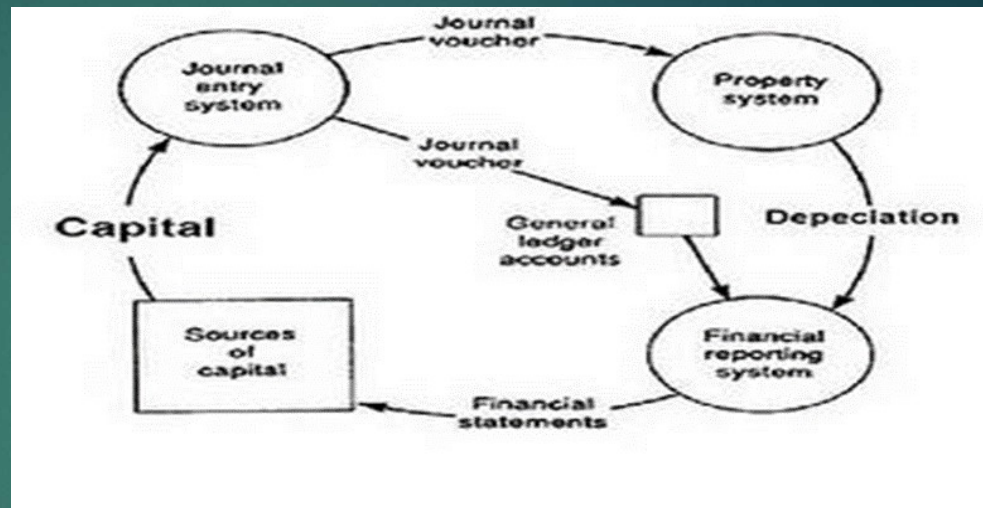 Journal
voucher
Journal
entry
system
Property
system
Journal
voucher
Capital
General
ledger
accounts
Depeciation
Sources
of
capital
Financial
reporting
system
Financial
statements